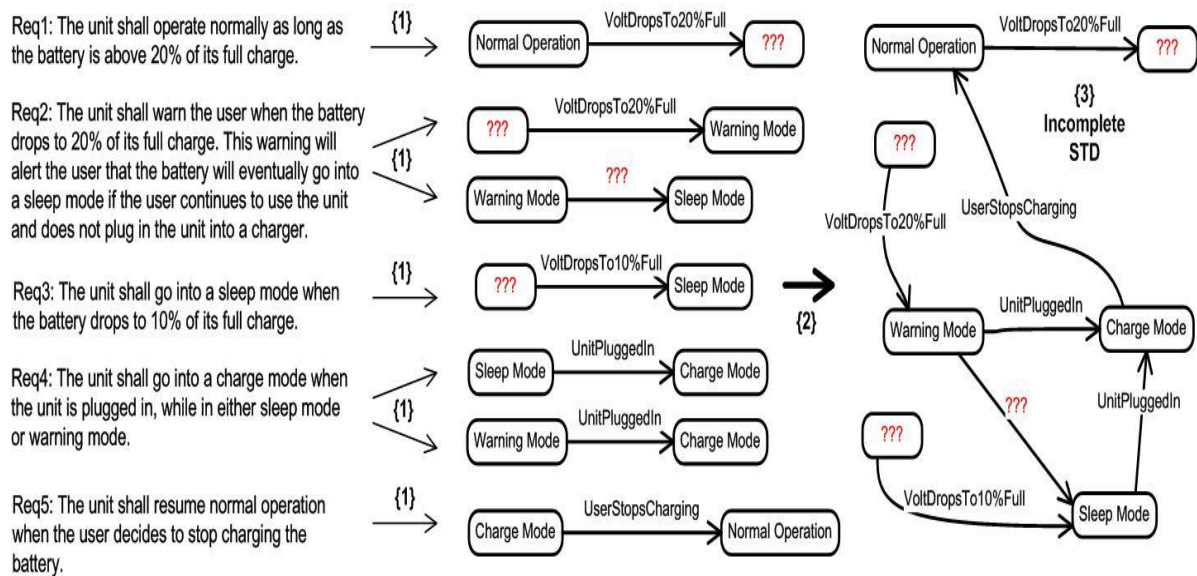 Req1: The unit shall operate normally as long as
the battery is above 20% of its full charge.
{1}
Normal Operation
VoltDropsTo20%Full
???
Req2: The unit shall warn the user when the battery
drops to 20% of its full charge. This warning will
alert the user that the battery will eventually go into
a sleep mode if the user continues to use the unit
and does not plug in the unit into a charger.
{1}
{1}
???
VoltDropsTo20%Full
Warning Mode
Warning Mode
???
Sleep Mode
Req3: The unit shall go into a sleep mode when
the battery drops to 10% of its full charge.
{1}
???
VoltDropsTo10%Full
Sleep Mode
Req4: The unit shall go into a charge mode when
the unit is plugged in, while in either sleep mode
or warning mode.
{1}
Sleep Mode
UnitPluggedIn
Charge Mode
Warning Mode
UnitPluggedIn
Charge Mode
Req5: The unit shall resume normal operation
when the user decides to stop charging the
battery.
{1}
Charge Mode
UserStopsCharging
Normal Operation
{2}
Normal Operation
VoltDropsTo20%Full
???
{3}
Incomplete
STD
???
VoltDropsTo20%Full
UserStopsCharging
Warning Mode
UnitPluggedIn
Charge Mode
???
UnitPluggedIn
???
VoltDropsTo10%Full
Sleep Mode